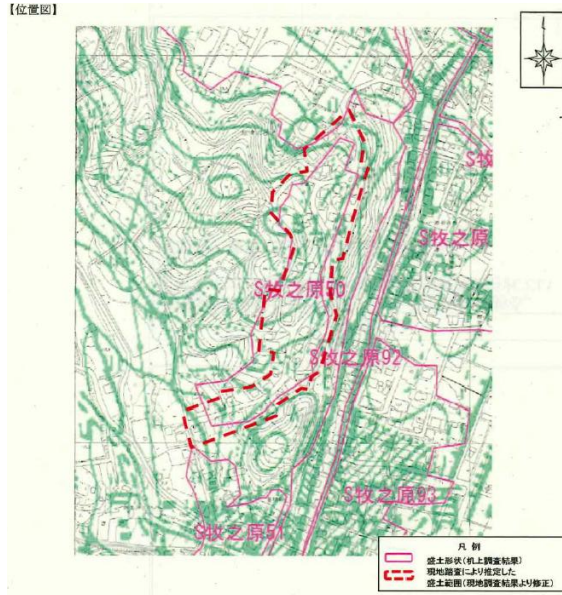 【位置図】
S牧
S牧之原
S牧之原50
S牧之原92
S牧之原93
S牧之原51
凡例
盛土形状(机上調査結果)
現地踏査により推定した
盛土範囲(現地調査結果より修正)